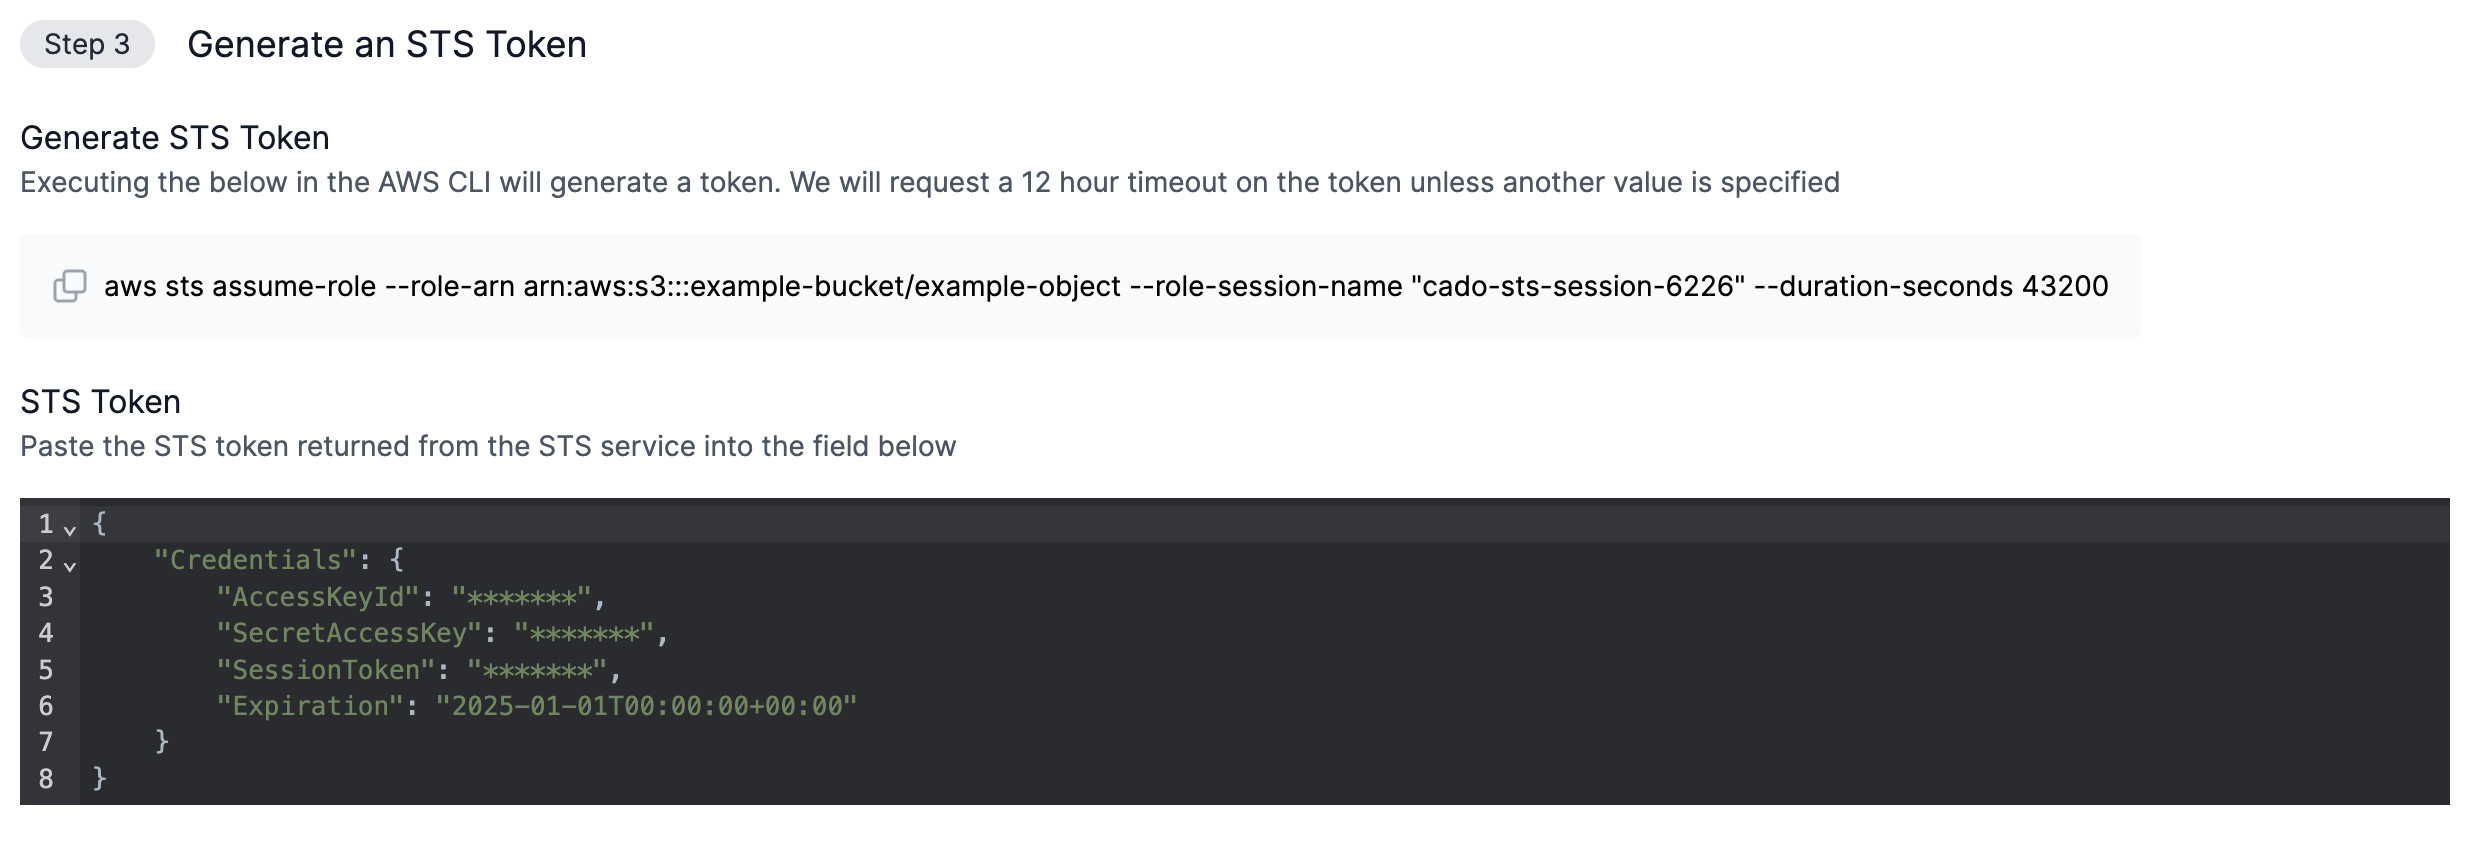 Step 3 Generate an STS Token
Generate STS Token
Executing the below in the AWS CLI will generate a token. We will request a 12 hour timeout on the token unless another value is specified
aws sts assume-role --role-arn arn:aws:s3:::example-bucket/example-object --role-session-name "cado-sts-session-6226" --duration-seconds 43200
STS Token
Paste the STS token returned from the STS service into the field below
1 {
2     "Credentials": {
3         "AccessKeyId": "*******",
4         "SecretAccessKey": "*******",
5         "SessionToken": "*******",
6         "Expiration": "2025-01-01T00:00:00+00:00"
7     }
8 }